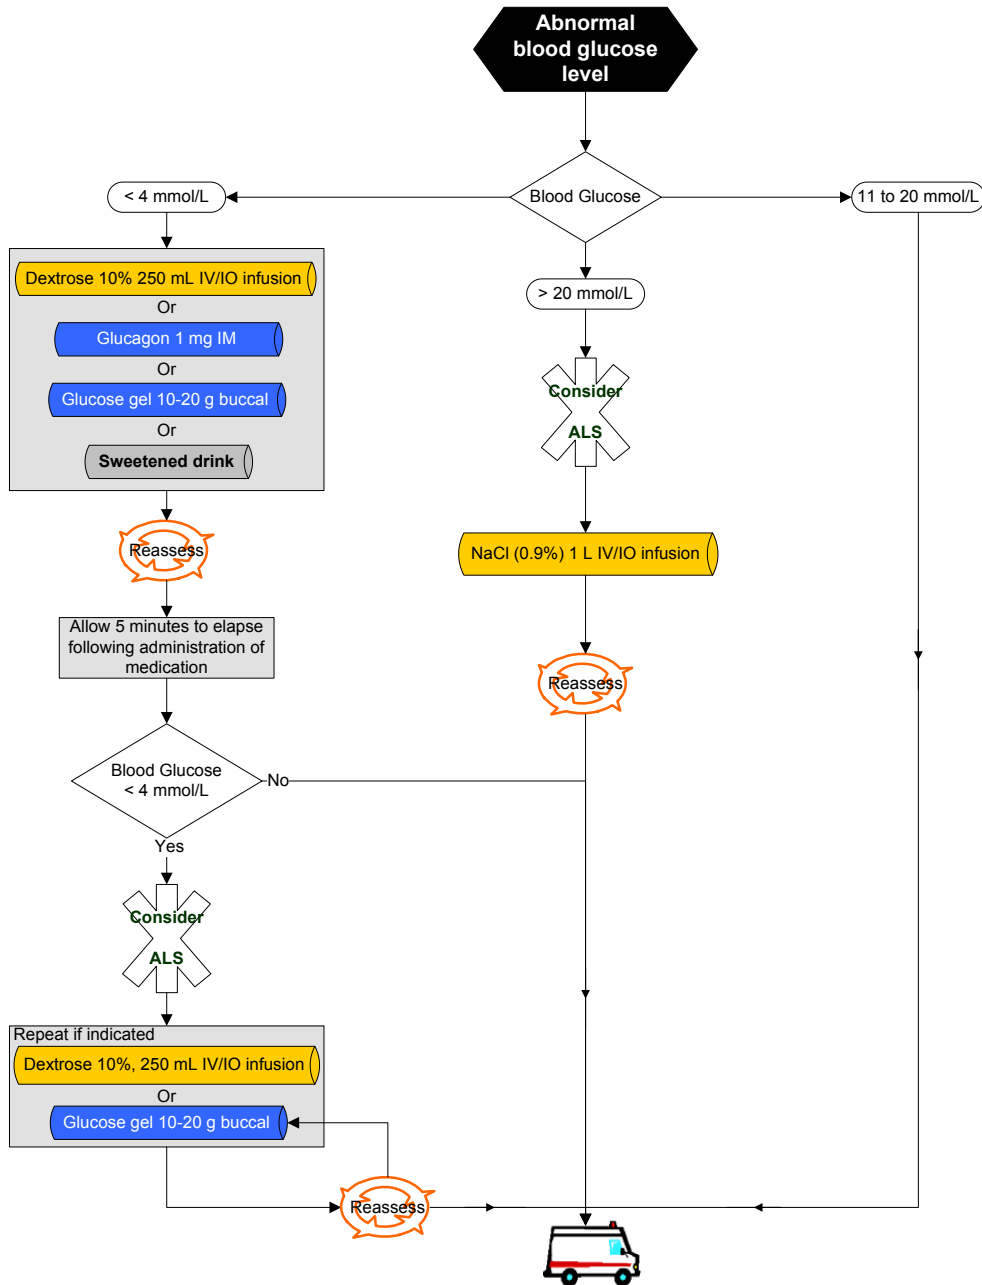 Abnormal
blood glucose
level
Blood Glucose
< 4 mmol/L
11 to 20 mmol/L
> 20 mmol/L
Dextrose 10% 250 mL IV/IO infusion
Or
Glucagon 1 mg IM
Or
Glucose gel 10-20 g buccal
Or
Sweetened drink
Consider
ALS
Reassess
NaCl (0.9%) 1 L IV/IO infusion
Allow 5 minutes to elapse
following administration of
medication
Reassess
Blood Glucose
< 4 mmol/L
No
Yes
Consider
ALS
Repeat if indicated
Dextrose 10%, 250 mL IV/IO infusion
Or
Glucose gel 10-20 g buccal
Reassess